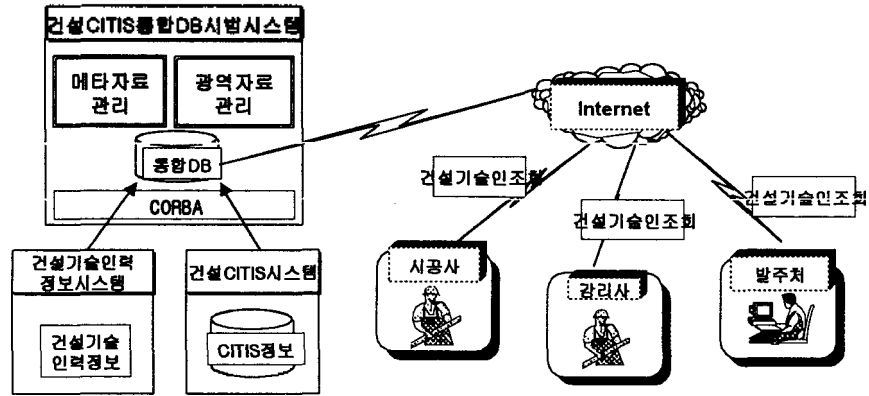 건설CITIS통합DB시범시스템
메타자료
관리
광역자료
관리
통합DB
CORBA
건설기술인력
정보시스템
건설기술
인력정보
건설CITIS시스템
CITIS정보
Internet
건설기술인조회
건설기술인조회
건설기술인조회
시공사
감리사
발주처